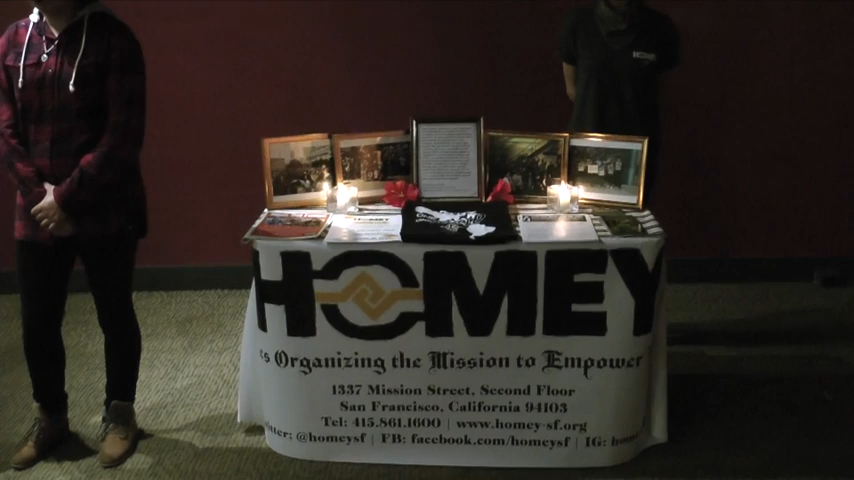 HOMEY
s Organizing the Mission to Empower
1337 Mission Street, Second Floor
San Francisco, California 94103
Tel: 415.861.1600 | www.homey-sf.org
itter: @homeysf | FB: facebook.com/homeysf | IG: